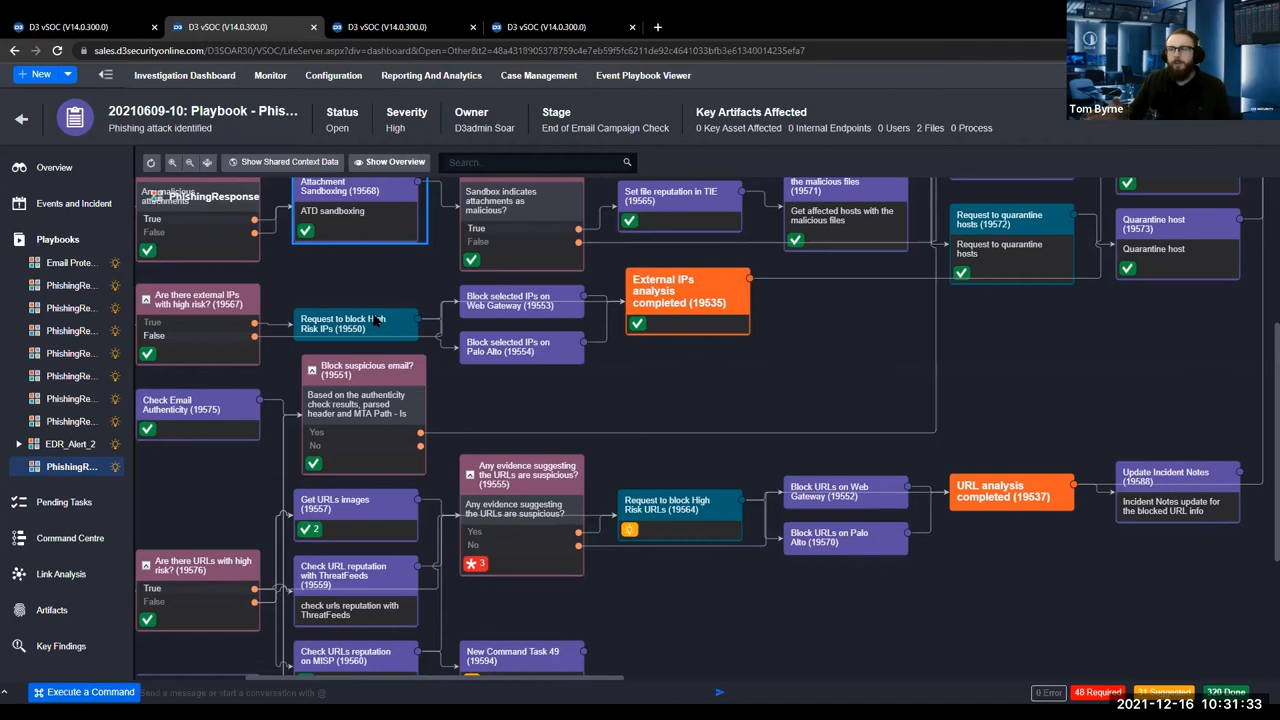 D3 vSOC (V14.0.300.0)
D3 vSOC (V14.0.300.0)
D3 vSOC (V14.0.300.0)
D3 vSOC (V14.0.300.0)
sales.d3securityonline.com/D3SOAR30/VSOC/LifeServer.aspx?div=dashboard&Open=Other&t2=48a4318905378759c4e7eb59f5fc6211de92c4641033bfb3e61340014235efa7
+ New
Investigation Dashboard
Monitor
Configuration
Reporting And Analytics
Case Management
Event Playbook Viewer
Tom Byrne
20210609-10: Playbook - Phis...
Phishing attack identified
Status
Open
Severity
High
Owner
D3admin Soar
Stage
End of Email Campaign Check
Key Artifacts Affected
0 Key Asset Affected 0 Internal Endpoints 0 Users 2 Files 0 Process
Overview
Events and Incident
Playbooks
Email Prote...
PhishingRe...
PhishingRe...
PhishingRe...
PhishingRe...
PhishingRe...
PhishingRe...
PhishingRe...
EDR_Alert_2
PhishingR...
Pending Tasks
Command Centre
Link Analysis
Artifacts
Key Findings
Show Shared Context Data
Show Overview
Search...
PhishingResponse
attachments
True
False
Attachment
Sandboxing (19568)
ATD sandboxing
Sandbox indicates
attachments as
malicious?
True
False
Set file reputation in TIE
(19565)
the malicious files
(19571)
Get affected hosts with the
malicious files
Request to quarantine
hosts (19572)
Request to quarantine
hosts
Quarantine host
(19573)
Quarantine host
Are there external IPs
with high risk? (19567)
True
False
Request to block High
Risk IPs (19550)
Block selected IPs on
Web Gateway (19553)
Block selected IPs on
Palo Alto (19554)
External IPs
analysis
completed (19535)
Check Email
Authenticity (19575)
Block suspicious email?
(19551)
Based on the authenticity
check results, parsed
header and MTA Path - Is
Yes
No
Any evidence suggesting
the URLs are suspicious?
(19555)
Any evidence suggesting
the URLs are suspicious?
Yes
No
3
Get URLs images
(19557)
2
Request to block High
Risk URLs (19564)
Block URLs on Web
Gateway (19552)
Block URLs on Palo
Alto (19570)
URL analysis
completed (19537)
Update Incident Notes
(19588)
Incident Notes update for
the blocked URL info
Are there URLs with high
risk? (19576)
True
False
Check URL reputation
with ThreatFeeds
(19559)
check urls reputation with
ThreatFeeds
Check URLs reputation
on MISP (19560)
New Command Task 49
(19594)
Execute a Command
Send a message or start a conversation with @
0 Error
48 Required
31 Suggested
320 Done
2021-12-16 10:31:33